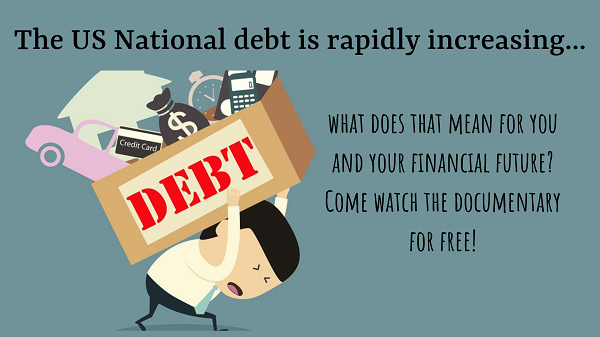 The US National debt is rapidly increasing...
Credit Card
$
0
DEBT
WHAT DOES THAT MEAN FOR YOU
AND YOUR FINANCIAL FUTURE?
COME WATCH THE DOCUMENTARY
FOR FREE!